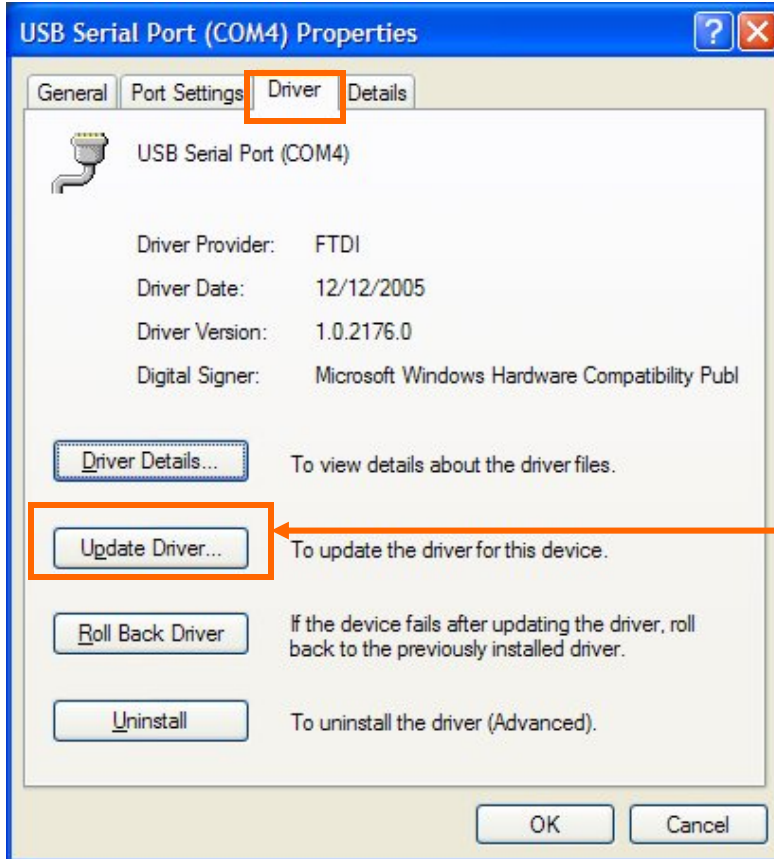 USB Serial Port (COM4) Properties
General Port Settings Driver Details
USB Serial Port (COM4)
Driver Provider: FTDI
Driver Date: 12/12/2005
Driver Version: 1.0.2176.0
Digital Signer: Microsoft Windows Hardware Compatibility Publ
Driver Details... To view details about the driver files.
Update Driver... To update the driver for this device.
Roll Back Driver If the device fails after updating the driver, roll
back to the previously installed driver.
Uninstall To uninstall the driver (Advanced).
OK Cancel